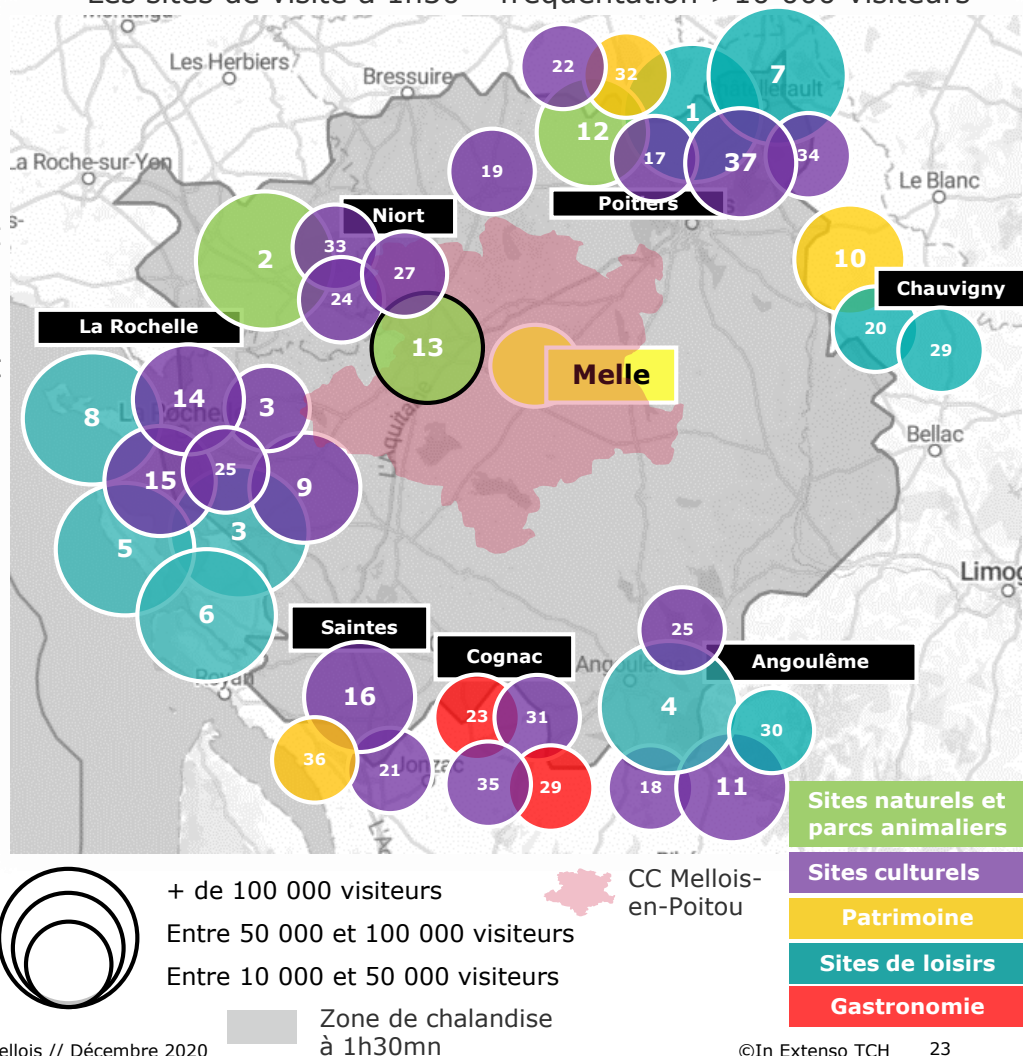 Les sites de visite à 1h30 - fréquentation > 10 000 visiteurs
Les Herbiers
Bressuire
La Roche-sur-Yon
Châtellerault
Le Blanc
22
32
7
1
12
17
37
34
19
Poitiers
Niort
2
33
27
24
10
Chauvigny
20
29
La Rochelle
13
Melle
8
14
3
15
25
9
5
3
6
L'Aquitaine
Bellac
Limog
Saintes
Cognac
Angoulême
25
Royan
16
23
31
4
30
36
21
Jonzac
35
29
18
11
Sites naturels et
parcs animaliers
Sites culturels
Patrimoine
Sites de loisirs
Gastronomie
+ de 100 000 visiteurs
Entre 50 000 et 100 000 visiteurs
Entre 10 000 et 50 000 visiteurs
CC Mellois-
en-Poitou
Zone de chalandise
à 1h30mn
ellois // Décembre 2020
©In Extenso TCH
23